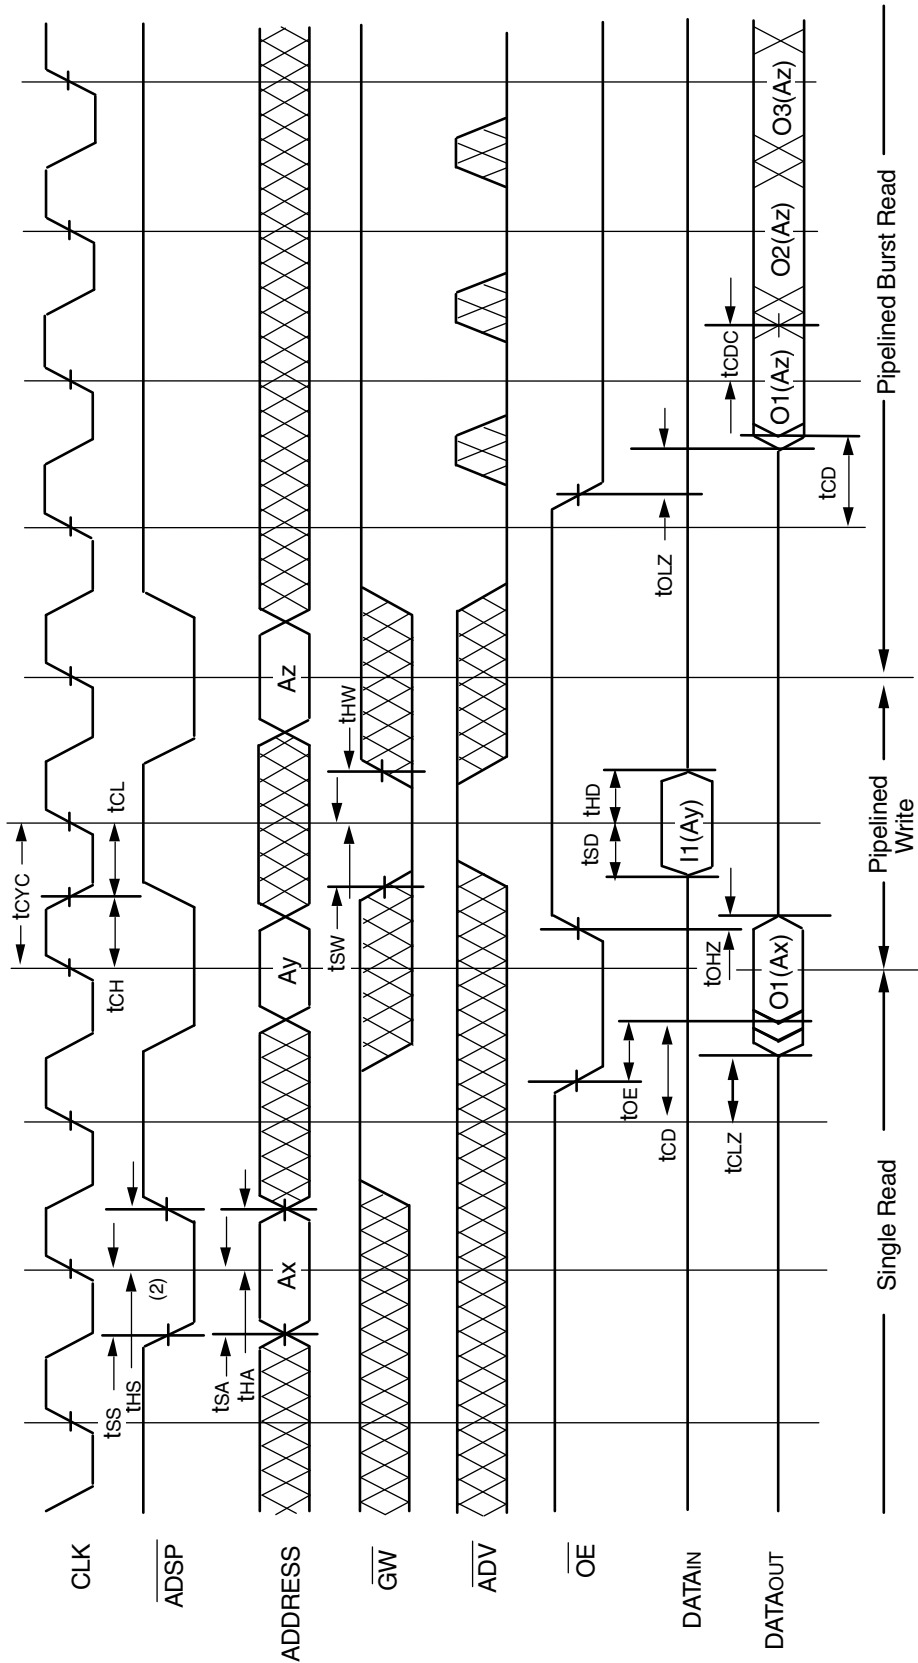 tCYC
tCH
tCL
CLK
tSS
tHS
(2)
ADSP
tSA
tHA
ADDRESS
Ax
Ay
Az
tSW
tHW
GW
ADV
tOE
OE
tOLZ
tCD
tSD
tHD
DATAIN
I1(Ay)
tCLZ
tOHZ
tCDC
DATAOUT
O1(Ax)
O1(Az)
O2(Az)
O3(Az)
tCD
Single Read
Pipelined
Write
Pipelined Burst Read